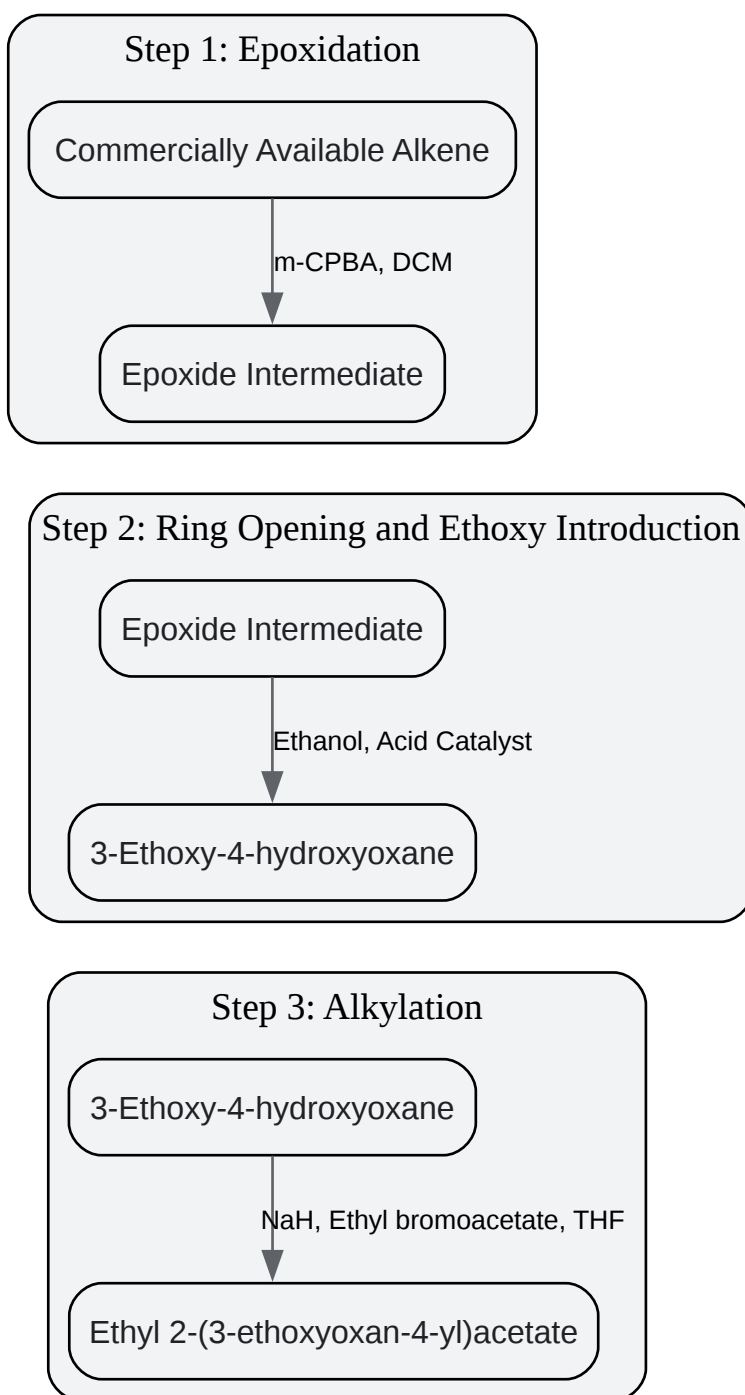 Step 1: Epoxidation
Commercially Available Alkene
m-CPBA, DCM
Epoxide Intermediate
Step 2: Ring Opening and Ethoxy Introduction
Epoxide Intermediate
Ethanol, Acid Catalyst
3-Ethoxy-4-hydroxyoxane
Step 3: Alkylation
3-Ethoxy-4-hydroxyoxane
NaH, Ethyl bromoacetate, THF
Ethyl 2-(3-ethoxyoxan-4-yl)acetate